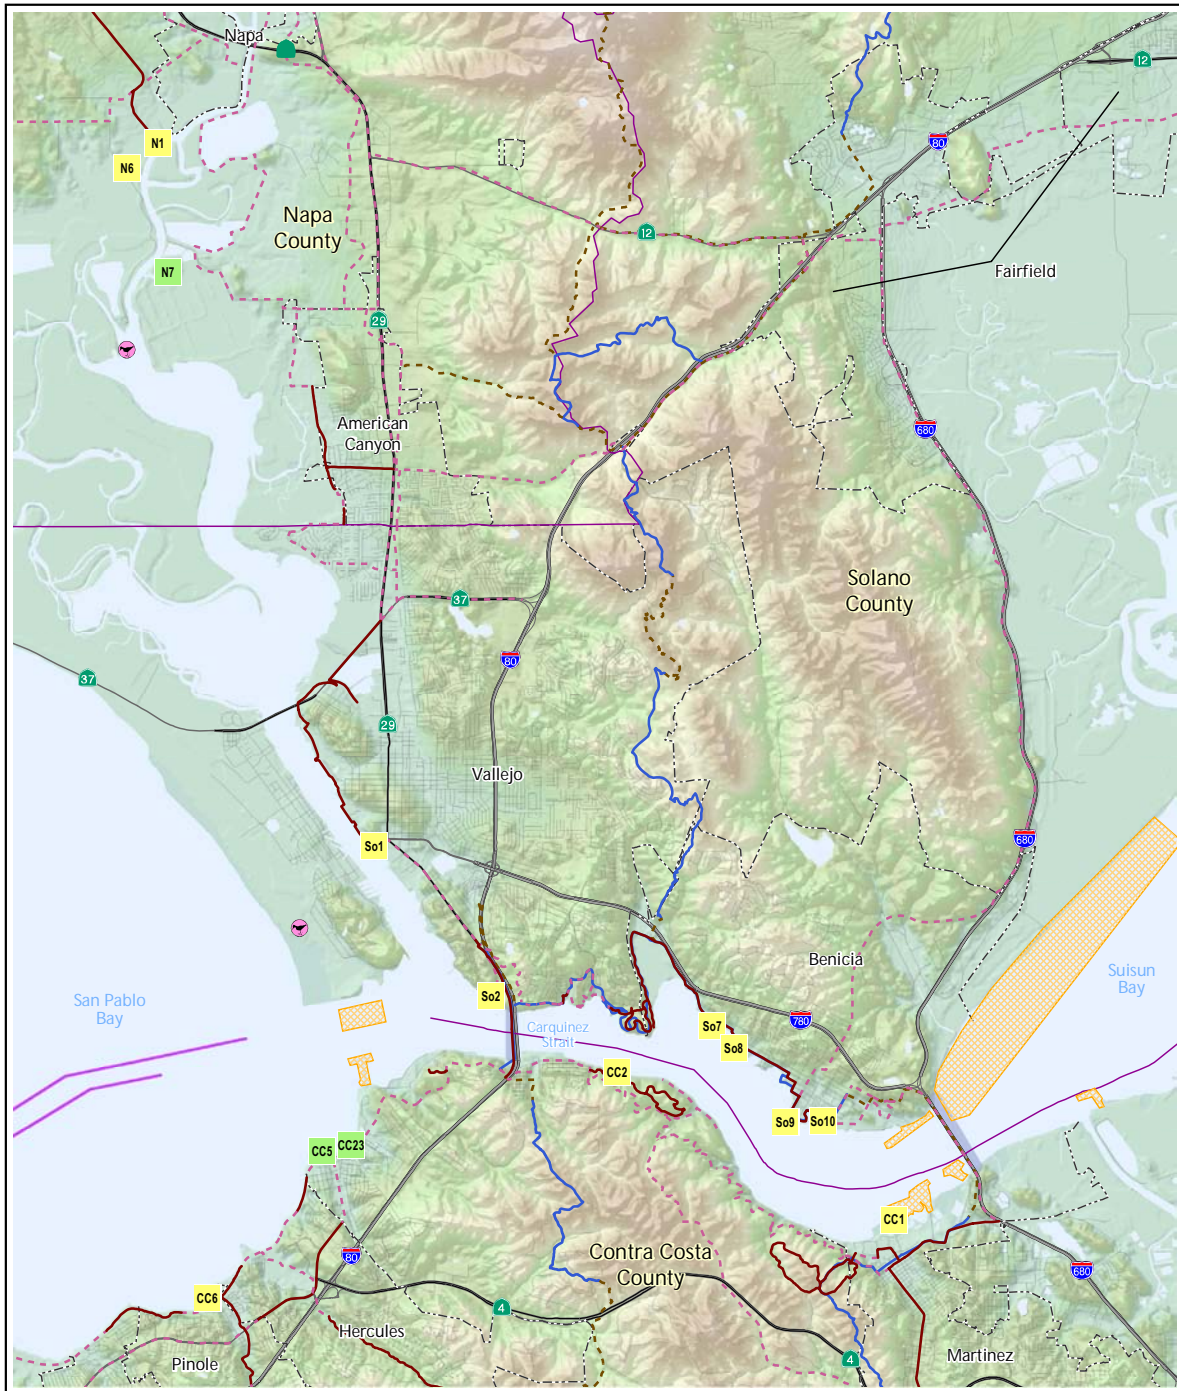 Napa
12
80
N1
N6
Napa
County
12
N7
Fairfield
29
American
Canyon
680
Solano
County
37
80
37
29
Vallejo
So1
680
Benicia
Suisun
Bay
San Pablo
Bay
So2
Carquinez
Strait
So7
780
So8
CC2
So9
So10
CC5
CC23
CC1
80
Contra Costa
County
680
CC6
4
Hercules
4
Pinole
Martinez